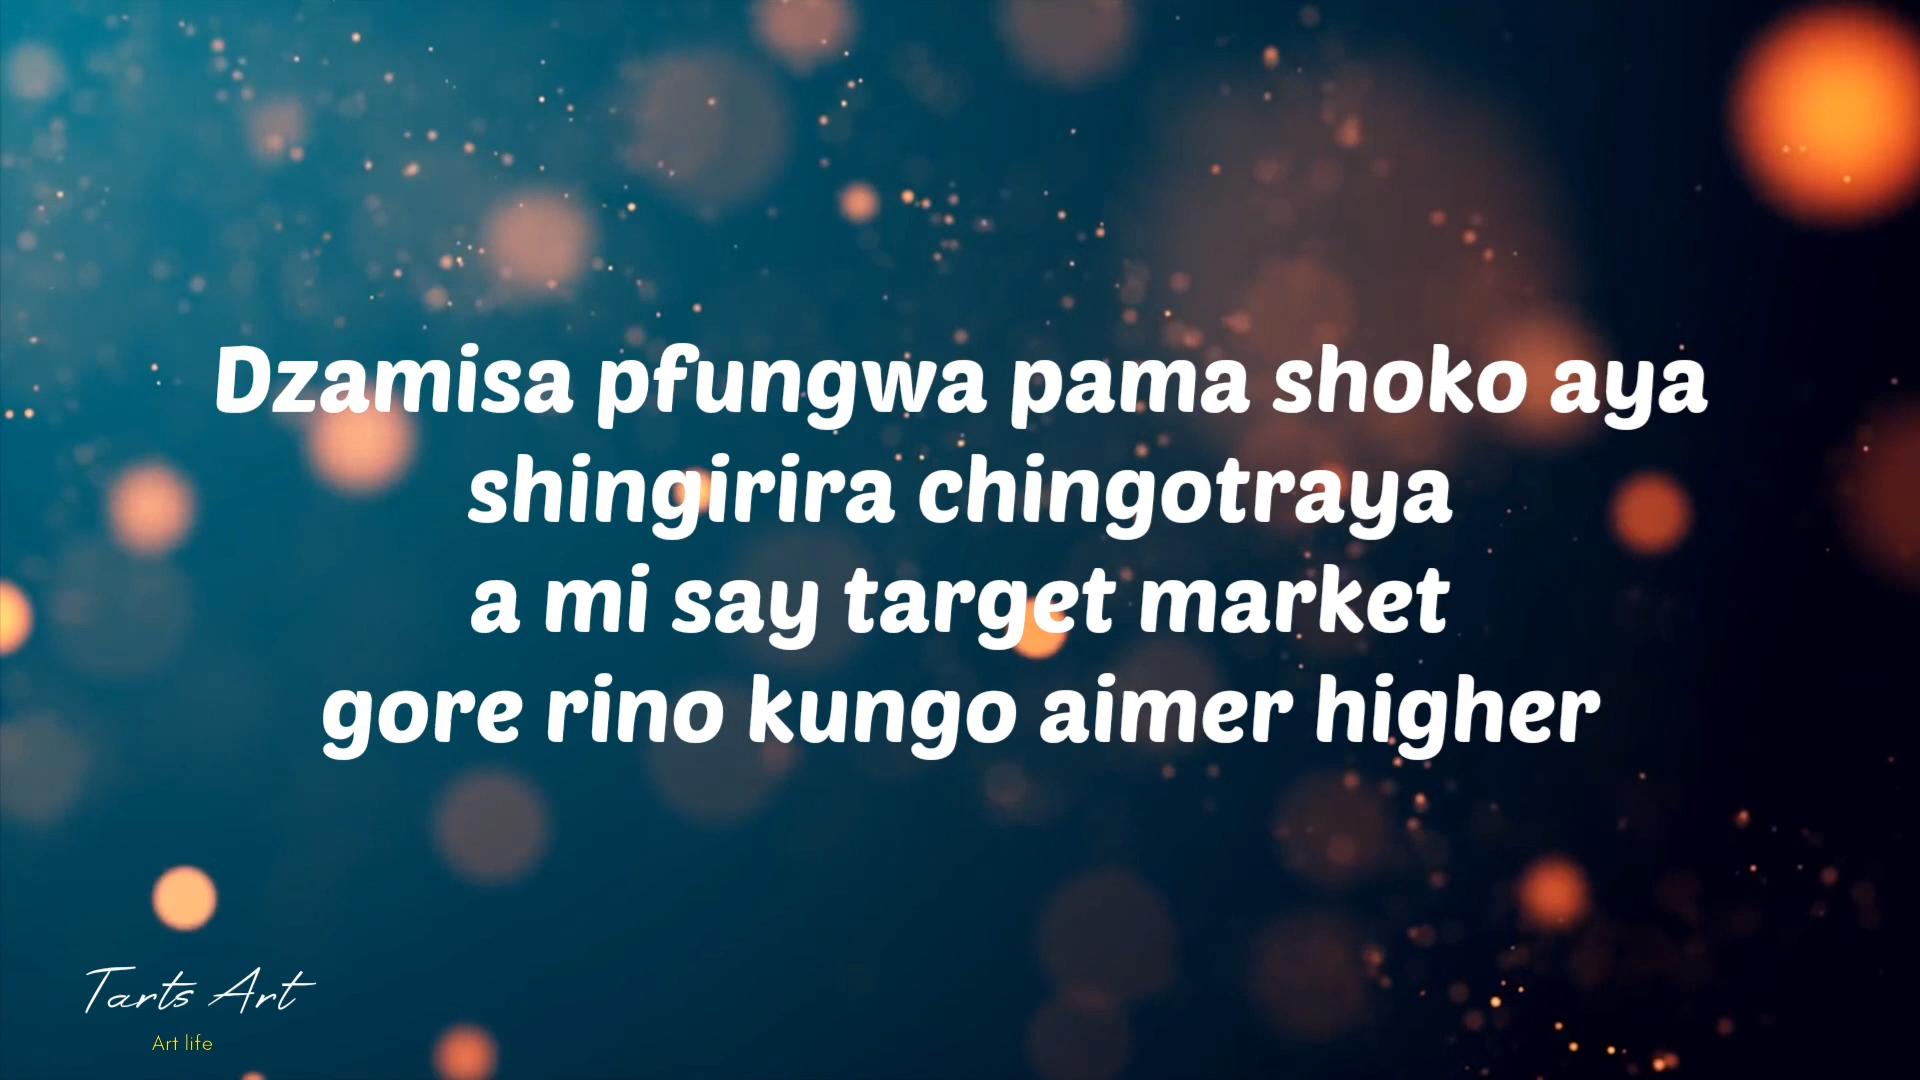 Dzamisa pfungwa pama shoko aya
shingirira chingotraya
a mi say target market
gore rino kungo aimer higher
Tarts Art
Art life